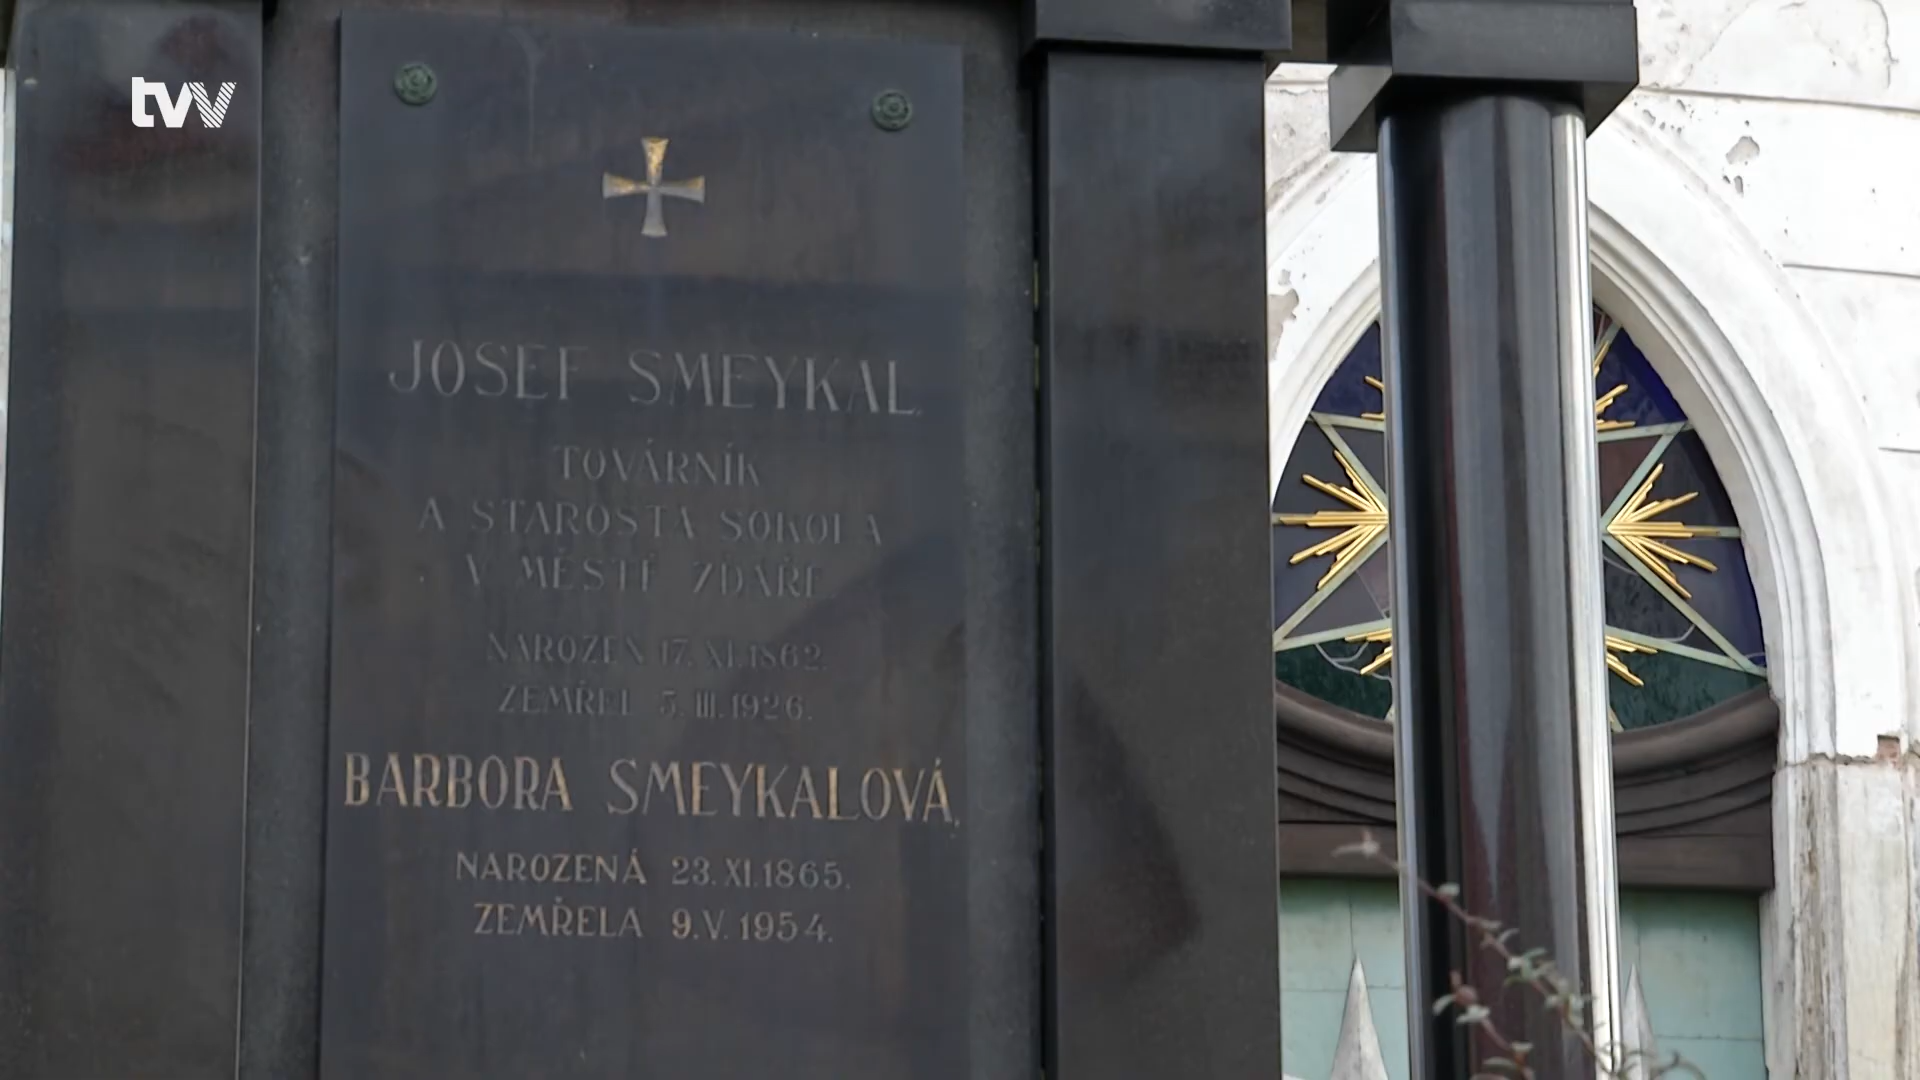 tvv
JOSEF SMEYKAL,
TOVÁRNÍK
A STAROSTA SOKOLA
V MĚSTĚ ŽDÁŘE
NAROZEN 17. XI. 1862.
ZEMŘEL 5. III. 1926.
BARBORA SMEYKALOVÁ,
NAROZENÁ 23. XI. 1865.
ZEMŘELA 9. V. 1954.